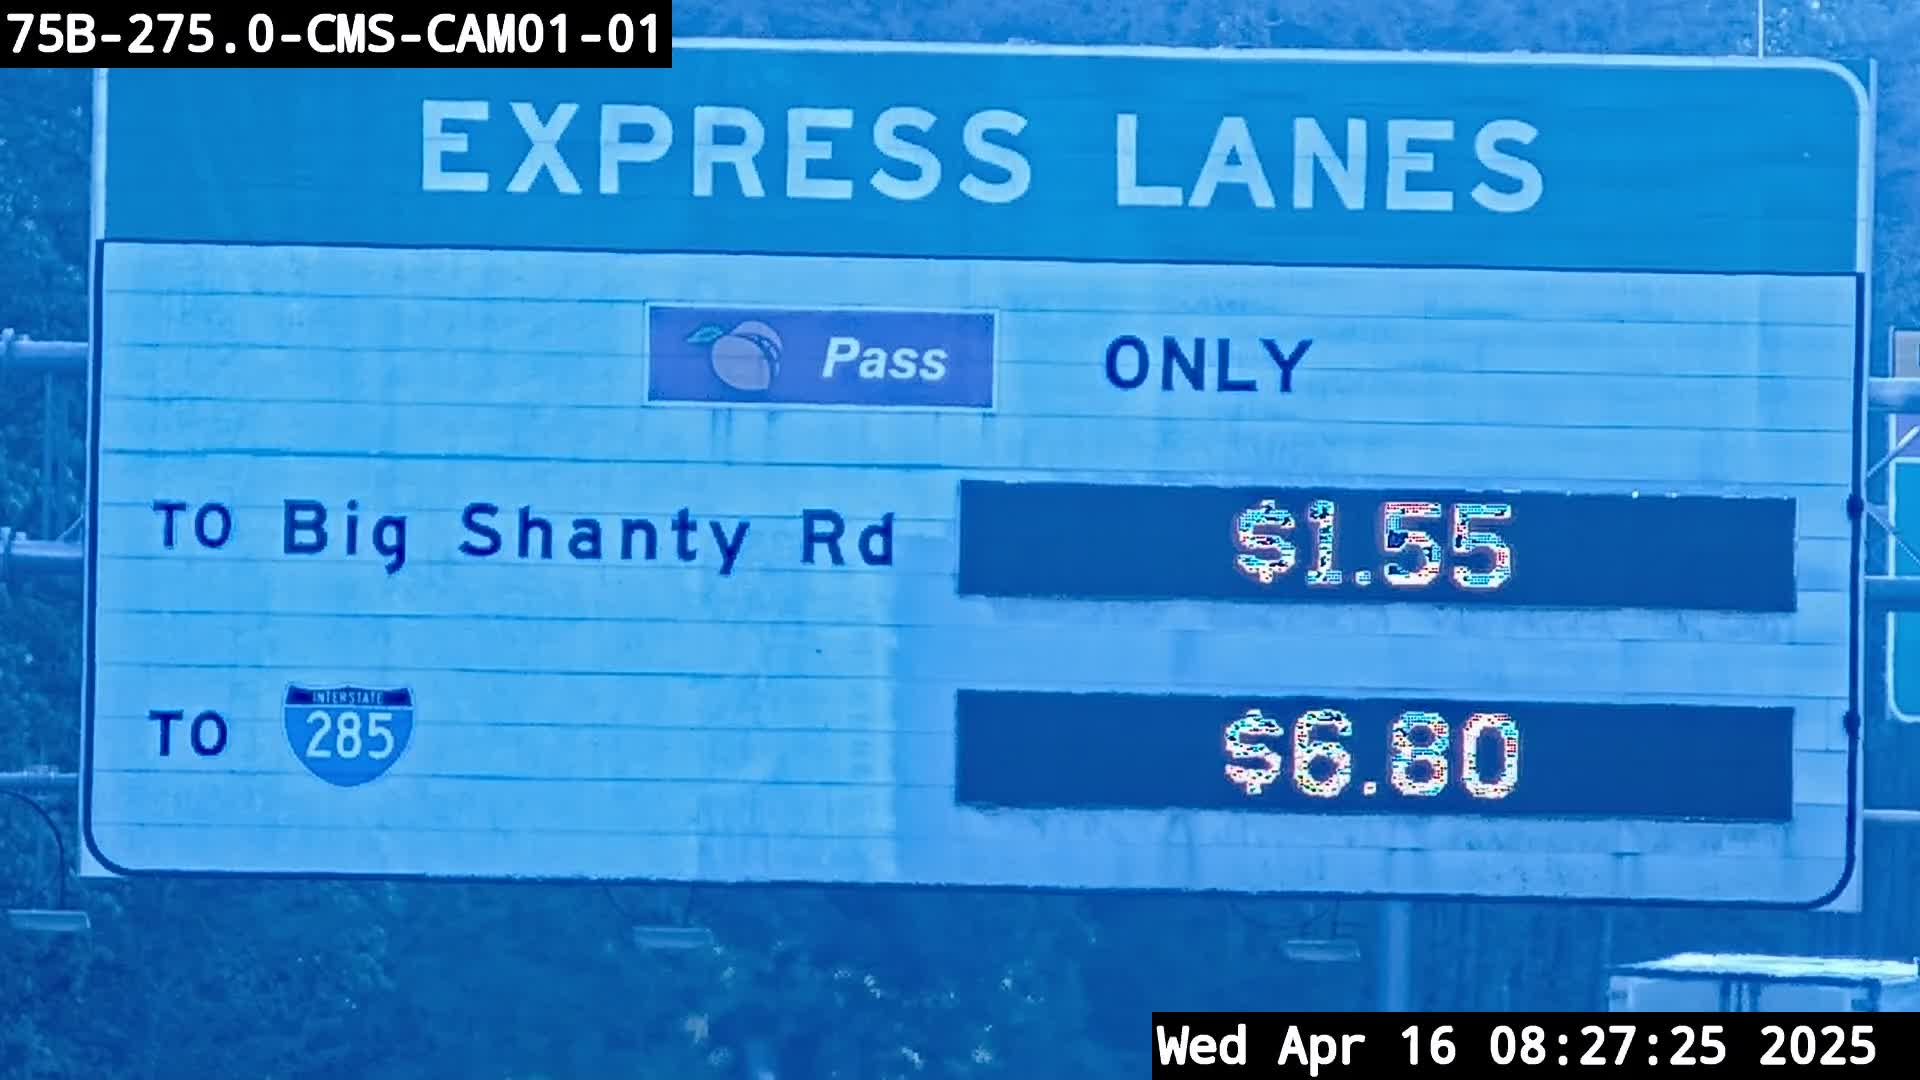 75B-275.0-CMS-CAM01-01
EXPRESS LANES
Pass ONLY
TO Big Shanty Rd $1.55
INTERSTATE
TO 285 $6.80
Wed Apr 16 08:27:25 2025